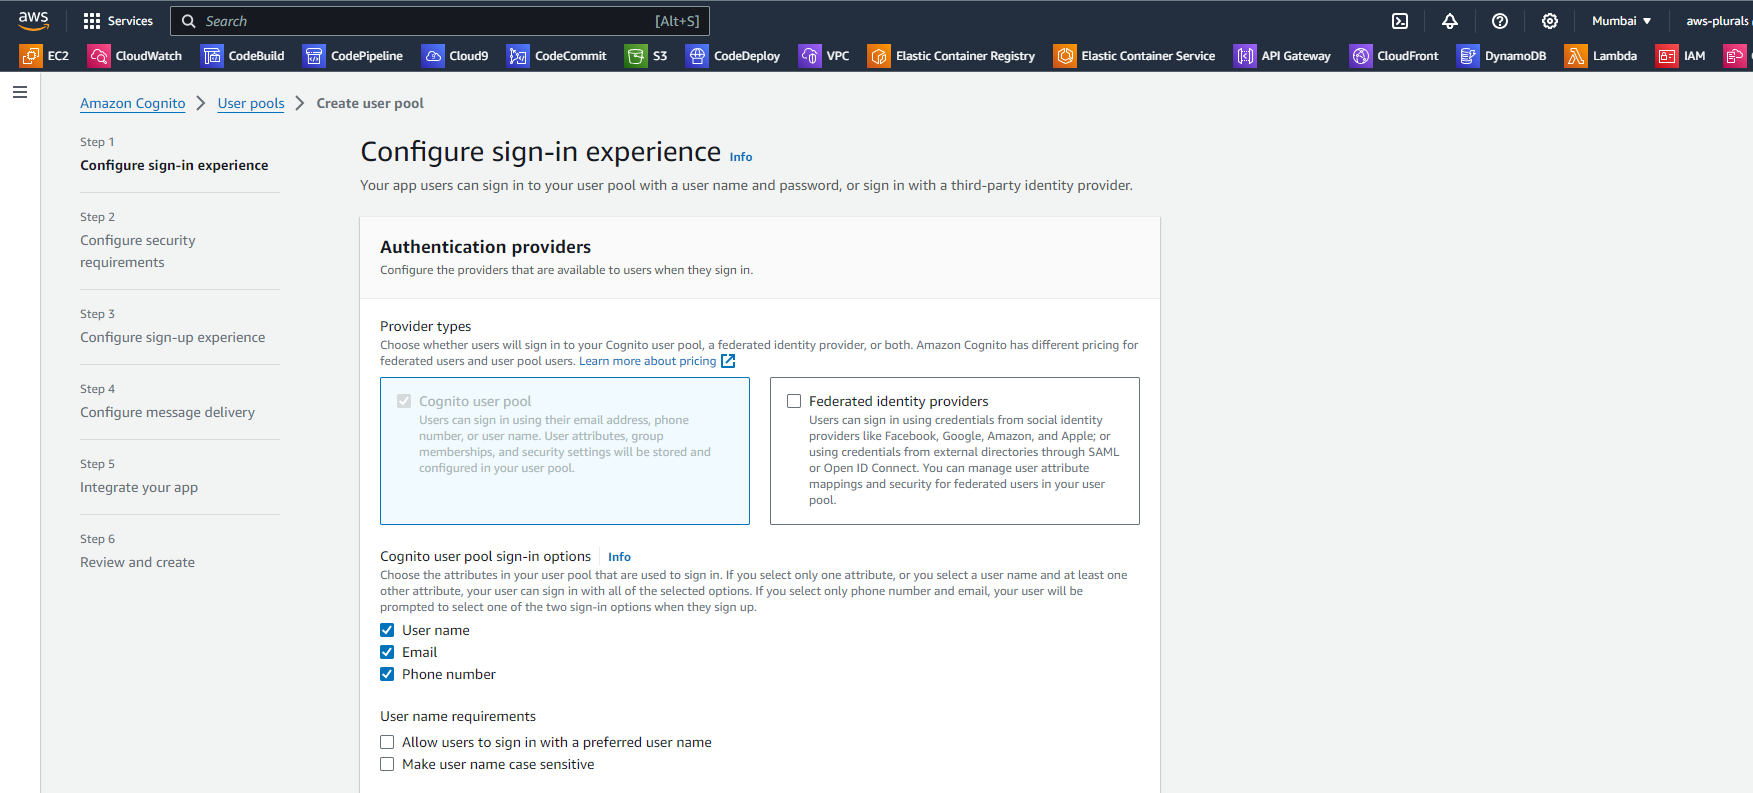 aws
Services
Search
[Alt+S]
Mumbai
aws-plurals
EC2
CloudWatch
CodeBuild
CodePipeline
Cloud9
CodeCommit
S3
CodeDeploy
VPC
Elastic Container Registry
Elastic Container Service
API Gateway
CloudFront
DynamoDB
Lambda
IAM
Amazon Cognito > User pools > Create user pool
Step 1
Configure sign-in experience
Step 2
Configure security
requirements
Step 3
Configure sign-up experience
Step 4
Configure message delivery
Step 5
Integrate your app
Step 6
Review and create
Configure sign-in experience Info
Your app users can sign in to your user pool with a user name and password, or sign in with a third-party identity provider.
Authentication providers
Configure the providers that are available to users when they sign in.
Provider types
Choose whether users will sign in to your Cognito user pool, a federated identity provider, or both. Amazon Cognito has different pricing for
federated users and user pool users. Learn more about pricing
Cognito user pool
Users can sign in using their email address, phone
number, or user name. User attributes, group
memberships, and security settings will be stored and
configured in your user pool.
Federated identity providers
Users can sign in using credentials from social identity
providers like Facebook, Google, Amazon, and Apple; or
using credentials from external directories through SAML
or Open ID Connect. You can manage user attribute
mappings and security for federated users in your user
pool.
Cognito user pool sign-in options Info
Choose the attributes in your user pool that are used to sign in. If you select only one attribute, or you select a user name and at least one
other attribute, your user can sign in with all of the selected options. If you select only phone number and email, your user will be
prompted to select one of the two sign-in options when they sign up.
User name
Email
Phone number
User name requirements
Allow users to sign in with a preferred user name
Make user name case sensitive